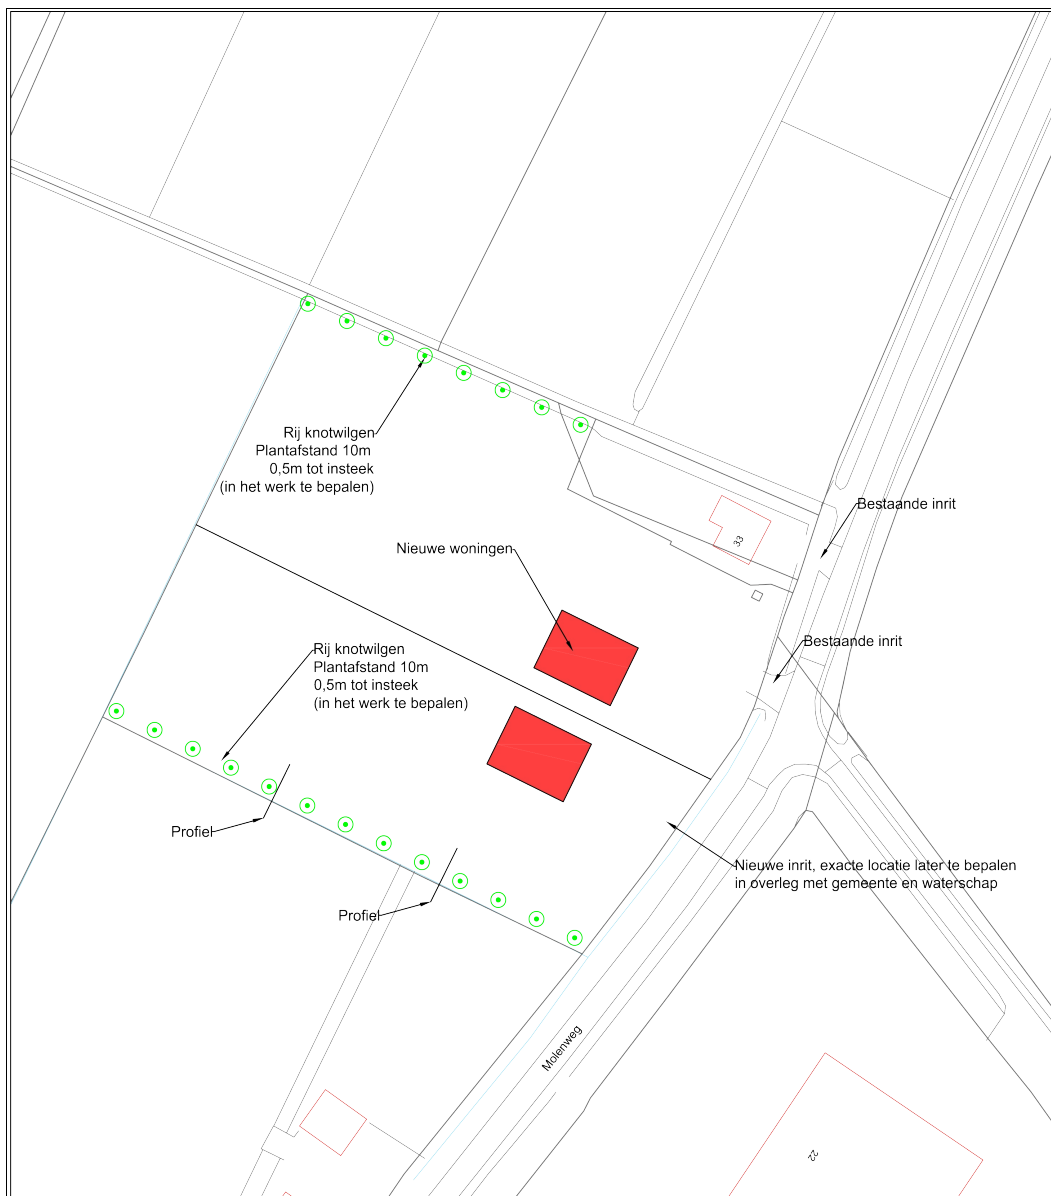 Rij knotwilgen
Plantafstand 10m
0,5m tot insteek
(in het werk te bepalen)
Bestaande inrit
33
Nieuwe woningen
Bestaande inrit
Rij knotwilgen
Plantafstand 10m
0,5m tot insteek
(in het werk te bepalen)
Profiel
Nieuwe inrit, exacte locatie later te bepalen
in overleg met gemeente en waterschap
Profiel
Molenweg
22